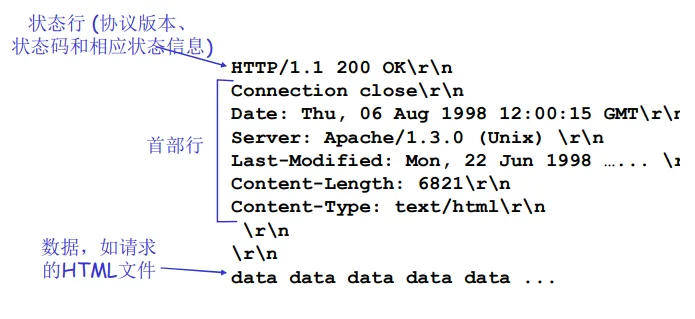 状态行 (协议版本、
状态码和相应状态信息)
HTTP/1.1 200 OK\r\n
Connection close\r\n
Date: Thu, 06 Aug 1998 12:00:15 GMT\r\n
Server: Apache/1.3.0 (Unix) \r\n
首部行
Last-Modified: Mon, 22 Jun 1998 …... \r
Content-Length: 6821\r\n
Content-Type: text/html\r\n
\r\n
数据，如请求
的HTML文件
\r\n
data data data data data ...